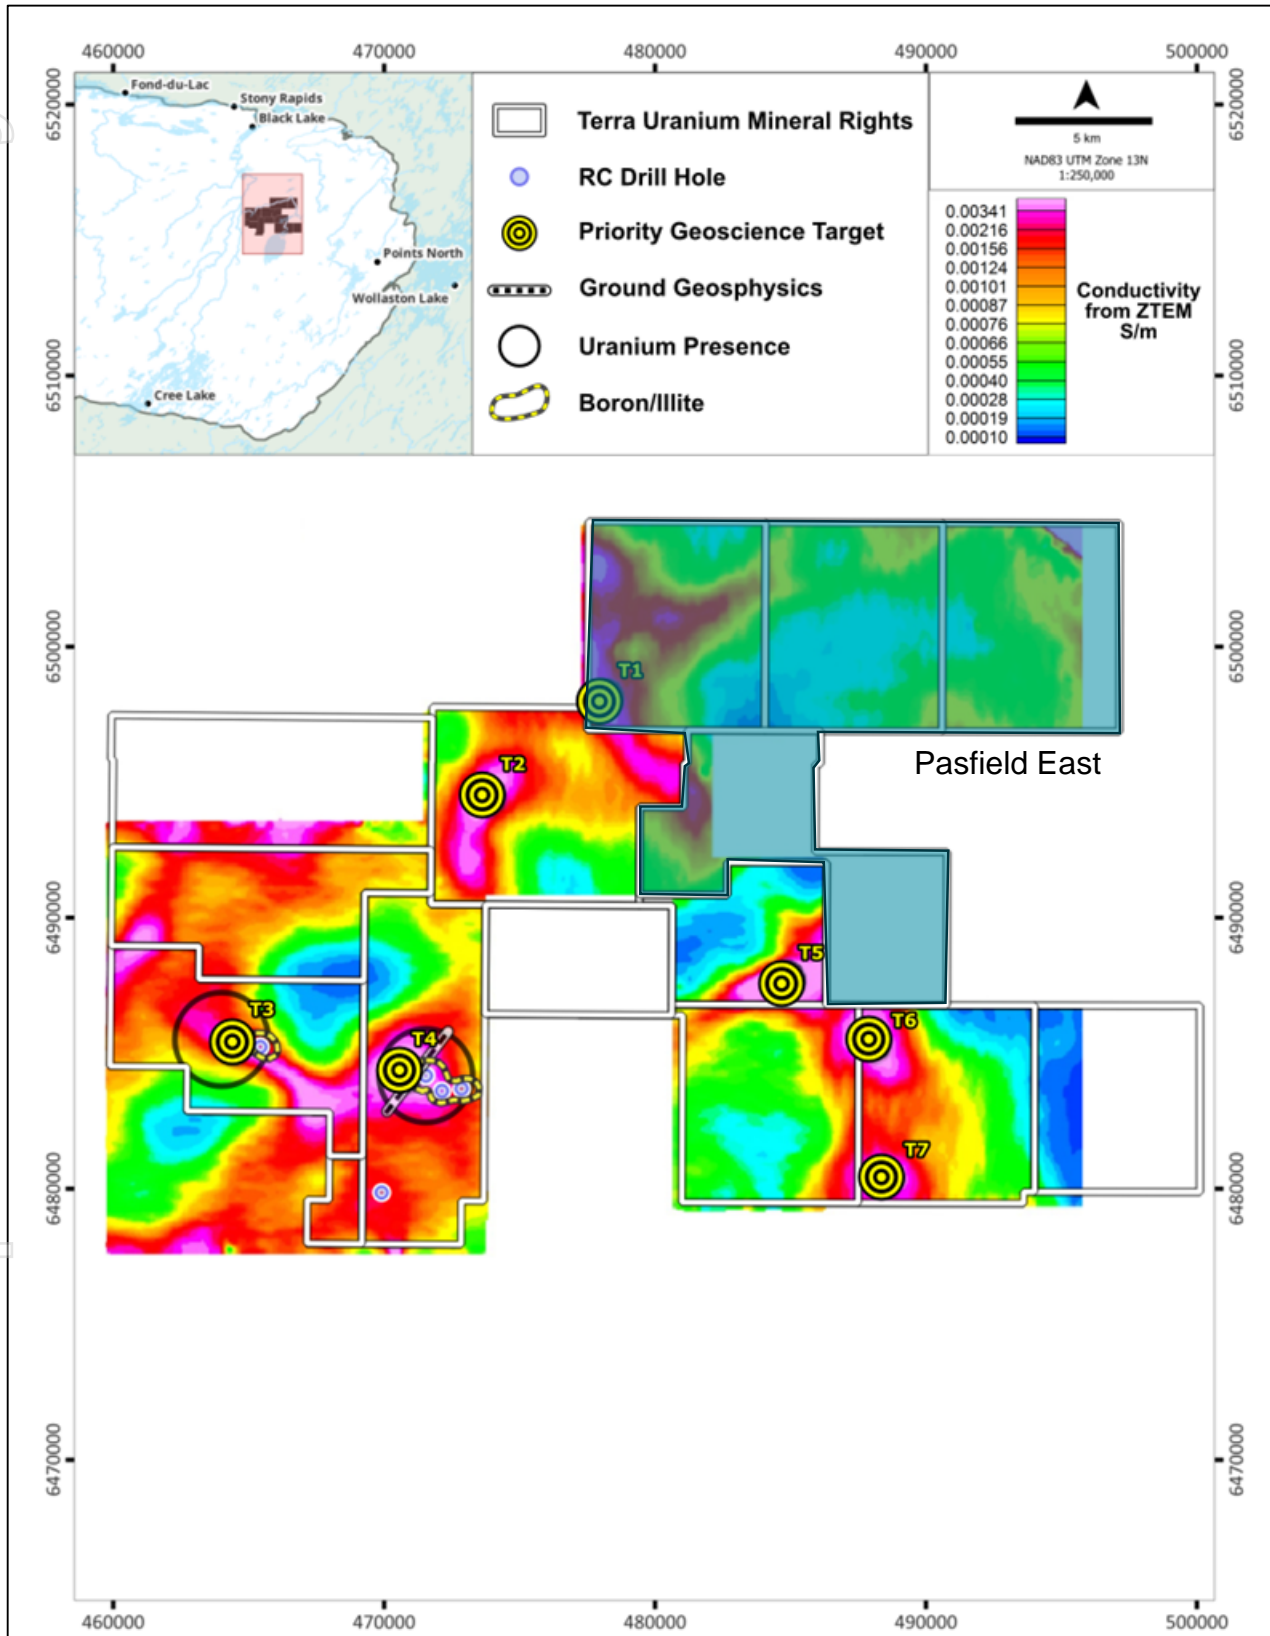 460000
470000
480000
490000
500000
6520000
6520000
Fond-du-Lac
Stony Rapids
Black Lake
Points North
Wollaston Lake
Cree Lake
Terra Uranium Mineral Rights
RC Drill Hole
Priority Geoscience Target
Ground Geosphysics
Uranium Presence
Boron/Illite
5 km
NAD83 UTM Zone 13N
1:250,000
0.00341
0.00216
0.00156
0.00124
0.00101
0.00087
0.00076
0.00066
0.00055
0.00040
0.00028
0.00019
0.00010
Conductivity
from ZTEM
S/m
6510000
6510000
6500000
6500000
T1
T2
Pasfield East
6490000
6490000
T5
T3
T6
T4
T7
6480000
6480000
6470000
6470000
460000
470000
480000
490000
500000